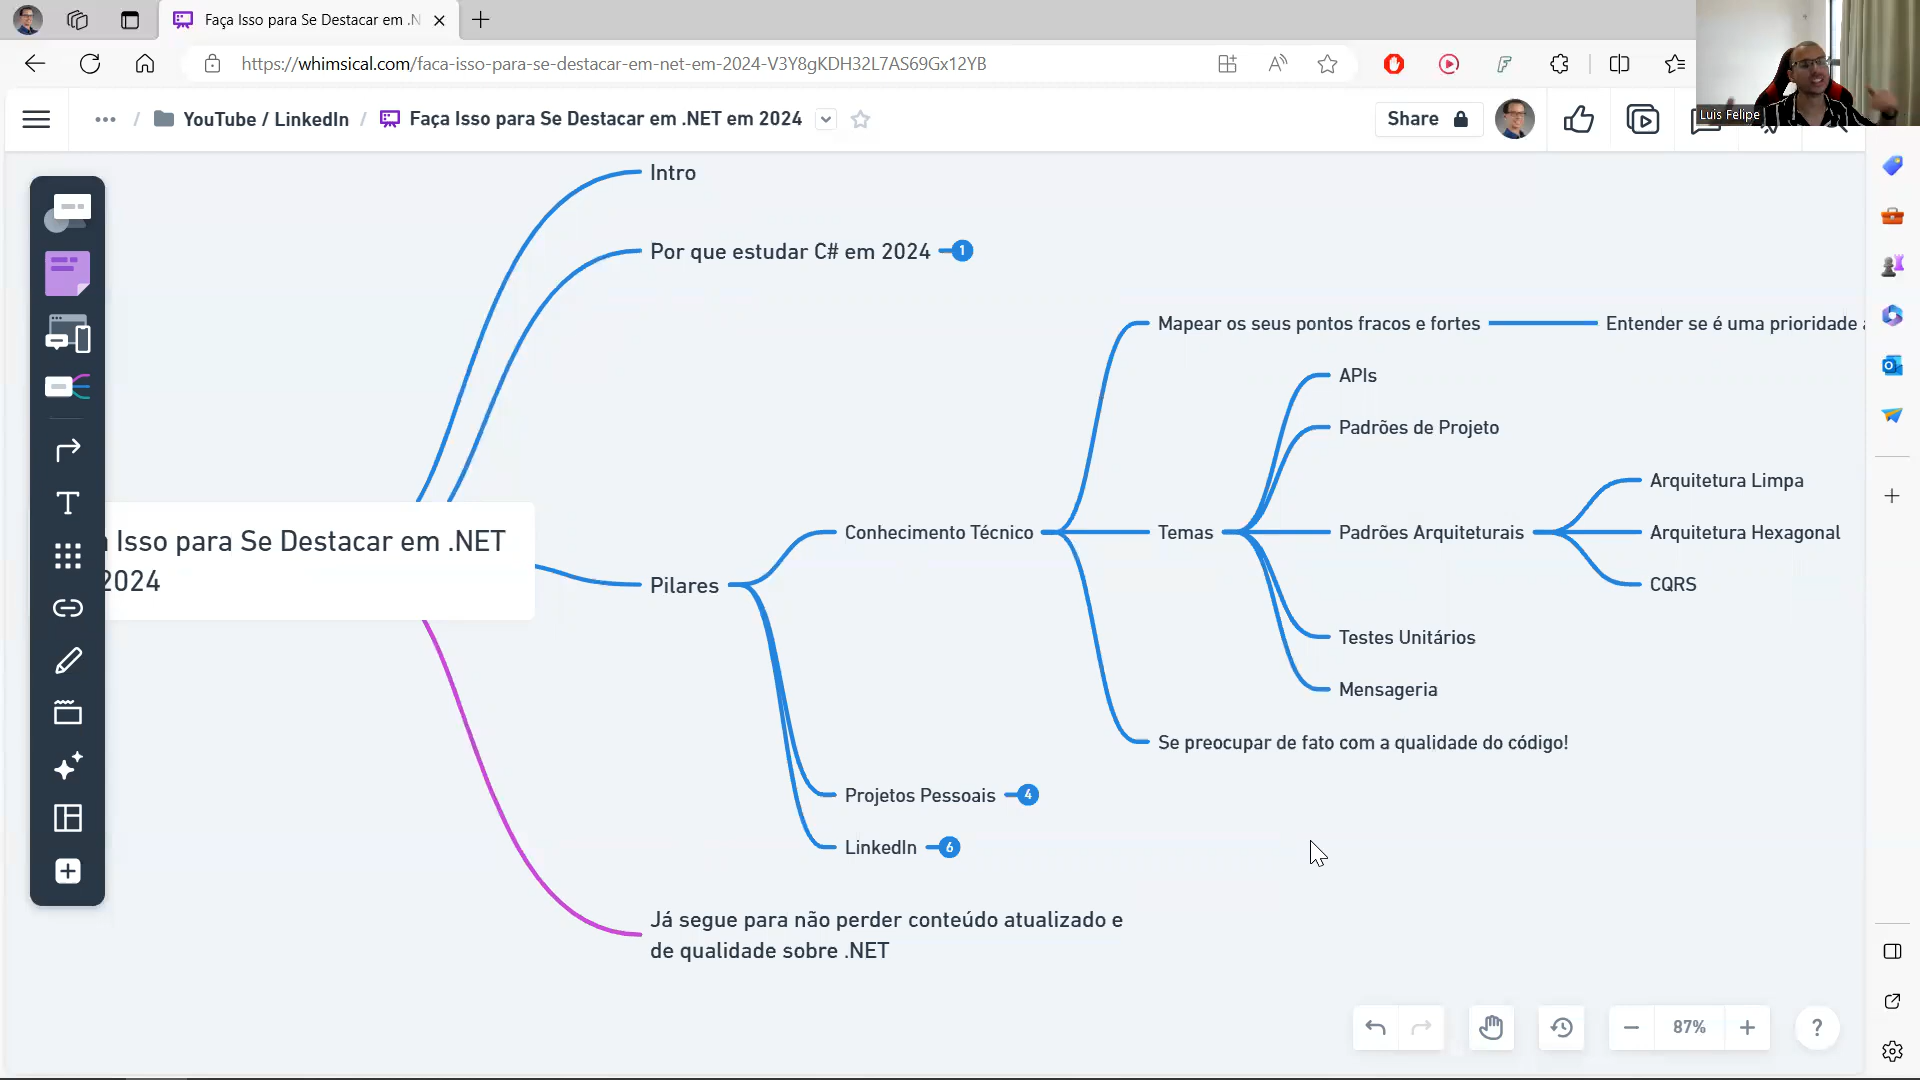 Faça Isso para Se Destacar em .N
https://whimsical.com/faca-isso-para-se-destacar-em-net-em-2024-V3Y8gKDH32L7AS69Gx12YB
Luis Felipe
... / YouTube / LinkedIn / Faça Isso para Se Destacar em .NET em 2024
Share
Intro
Por que estudar C# em 2024 1
Mapear os seus pontos fracos e fortes
Entender se é uma prioridade
APIs
Padrões de Projeto
Arquitetura Limpa
Conhecimento Técnico
Temas
Padrões Arquiteturais
Arquitetura Hexagonal
Isso para Se Destacar em .NET
2024
Pilares
CQRS
Testes Unitários
Mensageria
Se preocupar de fato com a qualidade do código!
Projetos Pessoais 4
LinkedIn 6
Já segue para não perder conteúdo atualizado e
de qualidade sobre .NET
87%
?